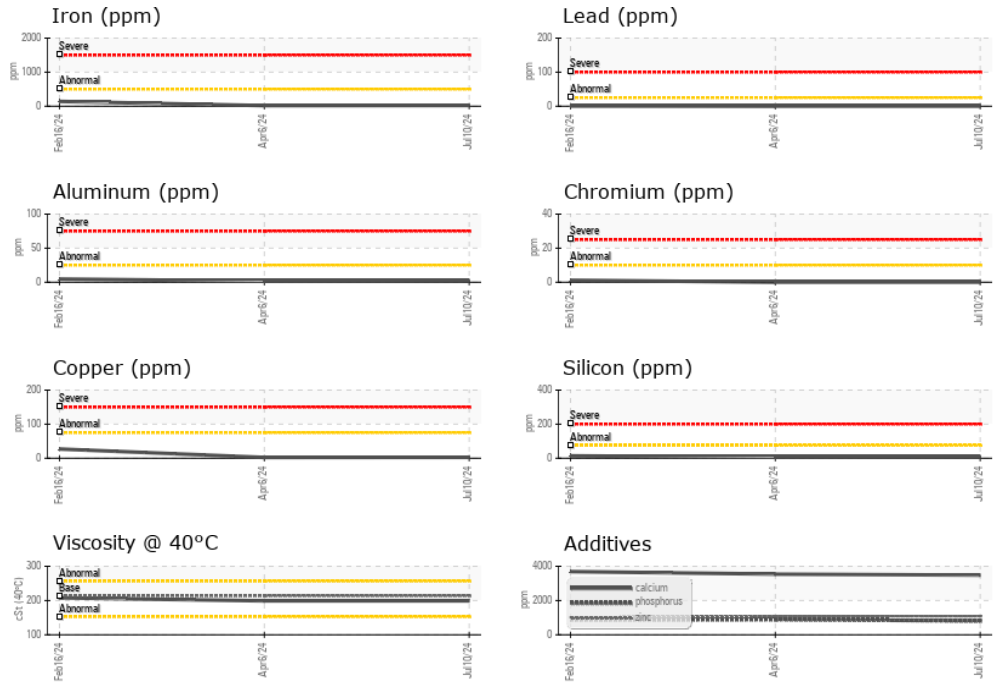 Iron (ppm)
2000
1000
0
ppm
Severe
Abnormal
Feb16/24
Apr6/24
Jul10/24
Lead (ppm)
200
100
0
ppm
Severe
Abnormal
Feb16/24
Apr6/24
Jul10/24
Aluminum (ppm)
100
50
0
ppm
Severe
Abnormal
Feb16/24
Apr6/24
Jul10/24
Chromium (ppm)
40
20
0
ppm
Severe
Abnormal
Feb16/24
Apr6/24
Jul10/24
Copper (ppm)
200
100
0
ppm
Severe
Abnormal
Feb16/24
Apr6/24
Jul10/24
Silicon (ppm)
400
200
0
ppm
Severe
Abnormal
Feb16/24
Apr6/24
Jul10/24
Viscosity @ 40°C
300
200
100
cSt (40°C)
Abnormal
Base
Abnormal
Feb16/24
Apr6/24
Jul10/24
Additives
4000
2000
0
ppm
calcium
phosphorus
zinc
Feb16/24
Apr6/24
Jul10/24